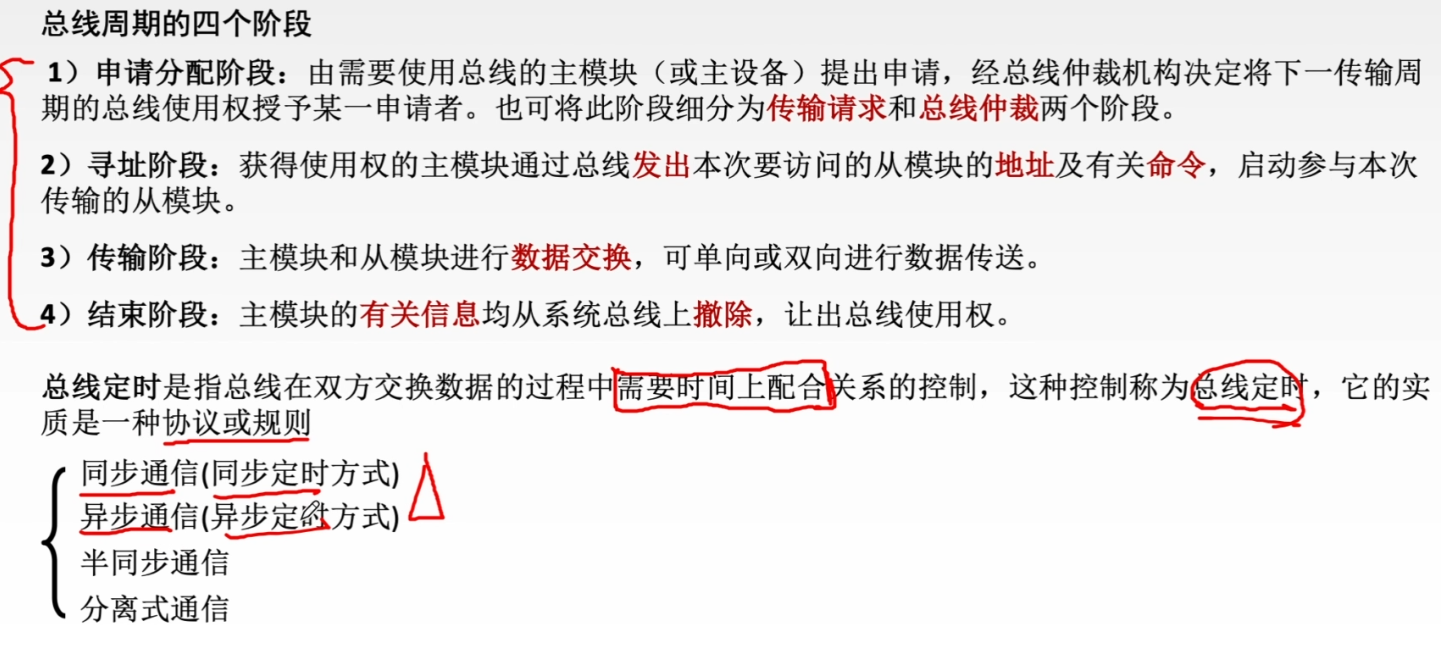 总线周期的四个阶段
1）申请分配阶段：由需要使用总线的主模块（或主设备）提出申请，经总线仲裁机构决定将下一传输周
期的总线使用权授予某一申请者。也可将此阶段细分为传输请求和总线仲裁两个阶段。
2）寻址阶段：获得使用权的主模块通过总线发出本次要访问的从模块的地址及有关命令，启动参与本次
传输的从模块。
3）传输阶段：主模块和从模块进行数据交换，可单向或双向进行数据传送。
4）结束阶段：主模块的有关信息均从系统总线上撤除，让出总线使用权。
总线定时是指总线在双方交换数据的过程中需要时间上配合关系的控制，这种控制称为总线定时，它的实
质是一种协议或规则
同步通信(同步定时方式)
异步通信(异步定时方式)
半同步通信
分离式通信